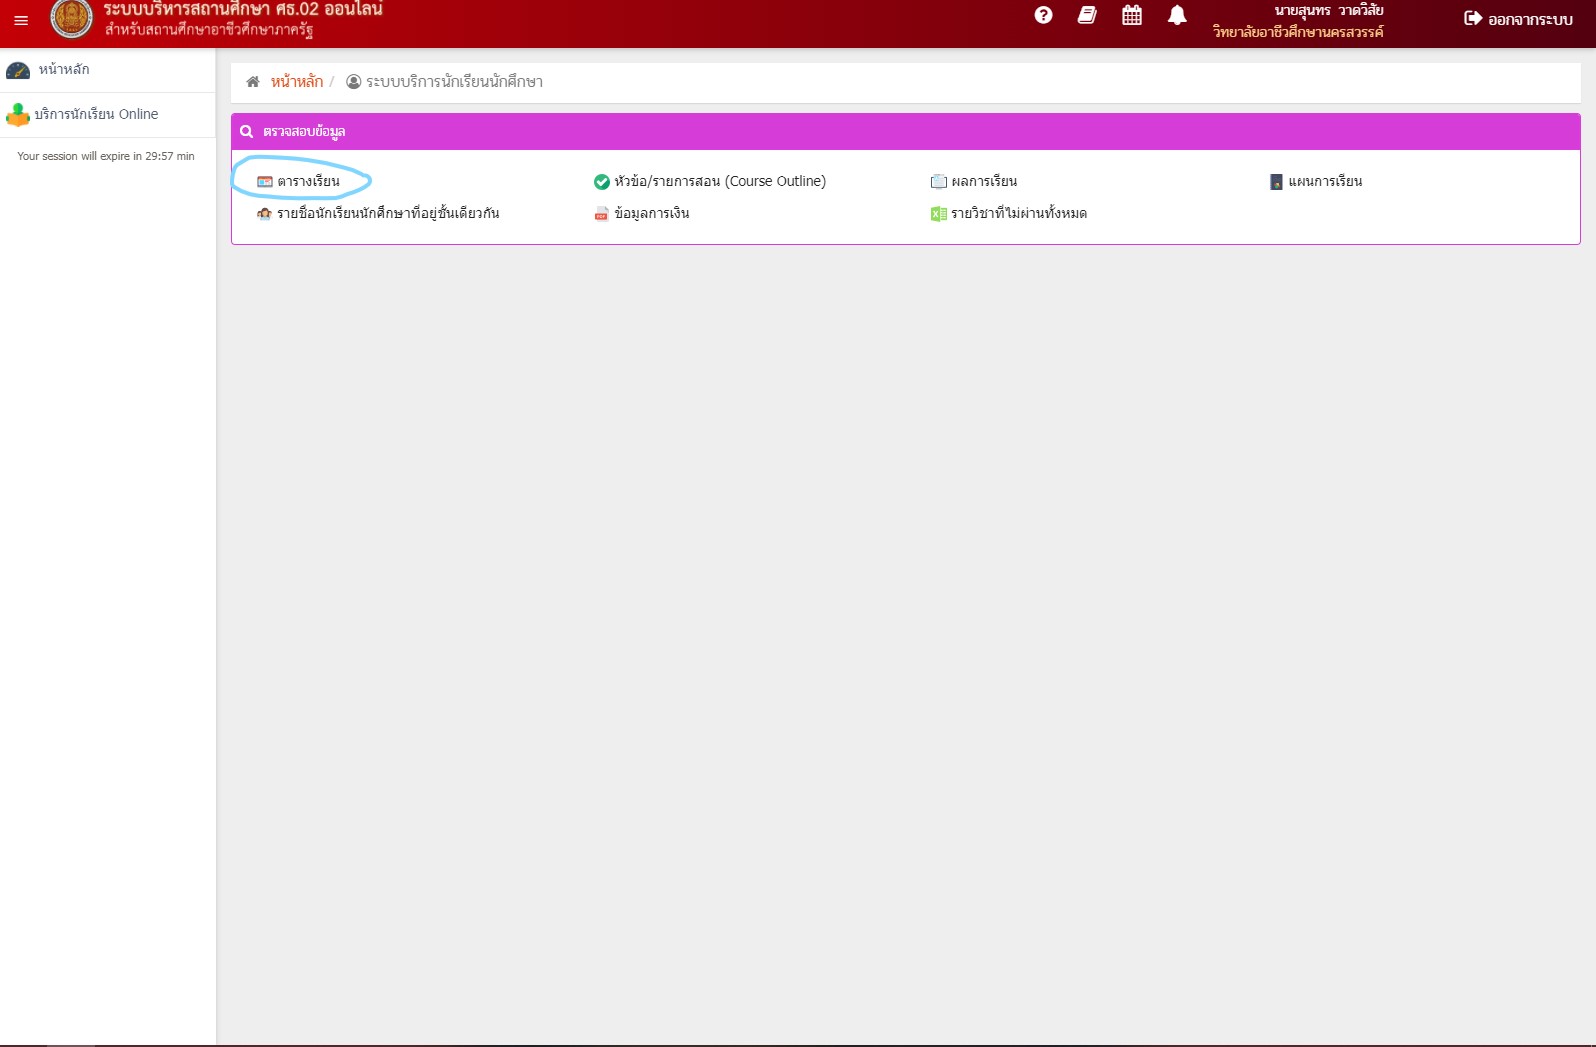 ระบบบริหารสถานศึกษา ศธ.02 ออนไลน์
สำหรับสถานศึกษาอาชีวศึกษาภาครัฐ
นายสุนทร วาดวิสัย
วิทยาลัยอาชีวศึกษานครสวรรค์
ออกจากระบบ
หน้าหลัก
บริการนักเรียน Online
Your session will expire in 29:57 min
หน้าหลัก / ระบบบริการนักเรียนนักศึกษา
ตรวจสอบข้อมูล
ตารางเรียน
หัวข้อ/รายการสอน (Course Outline)
ผลการเรียน
แผนการเรียน
รายชื่อนักเรียนนักศึกษาที่อยู่ชั้นเดียวกัน
ข้อมูลการเงิน
รายวิชาที่ไม่ผ่านทั้งหมด